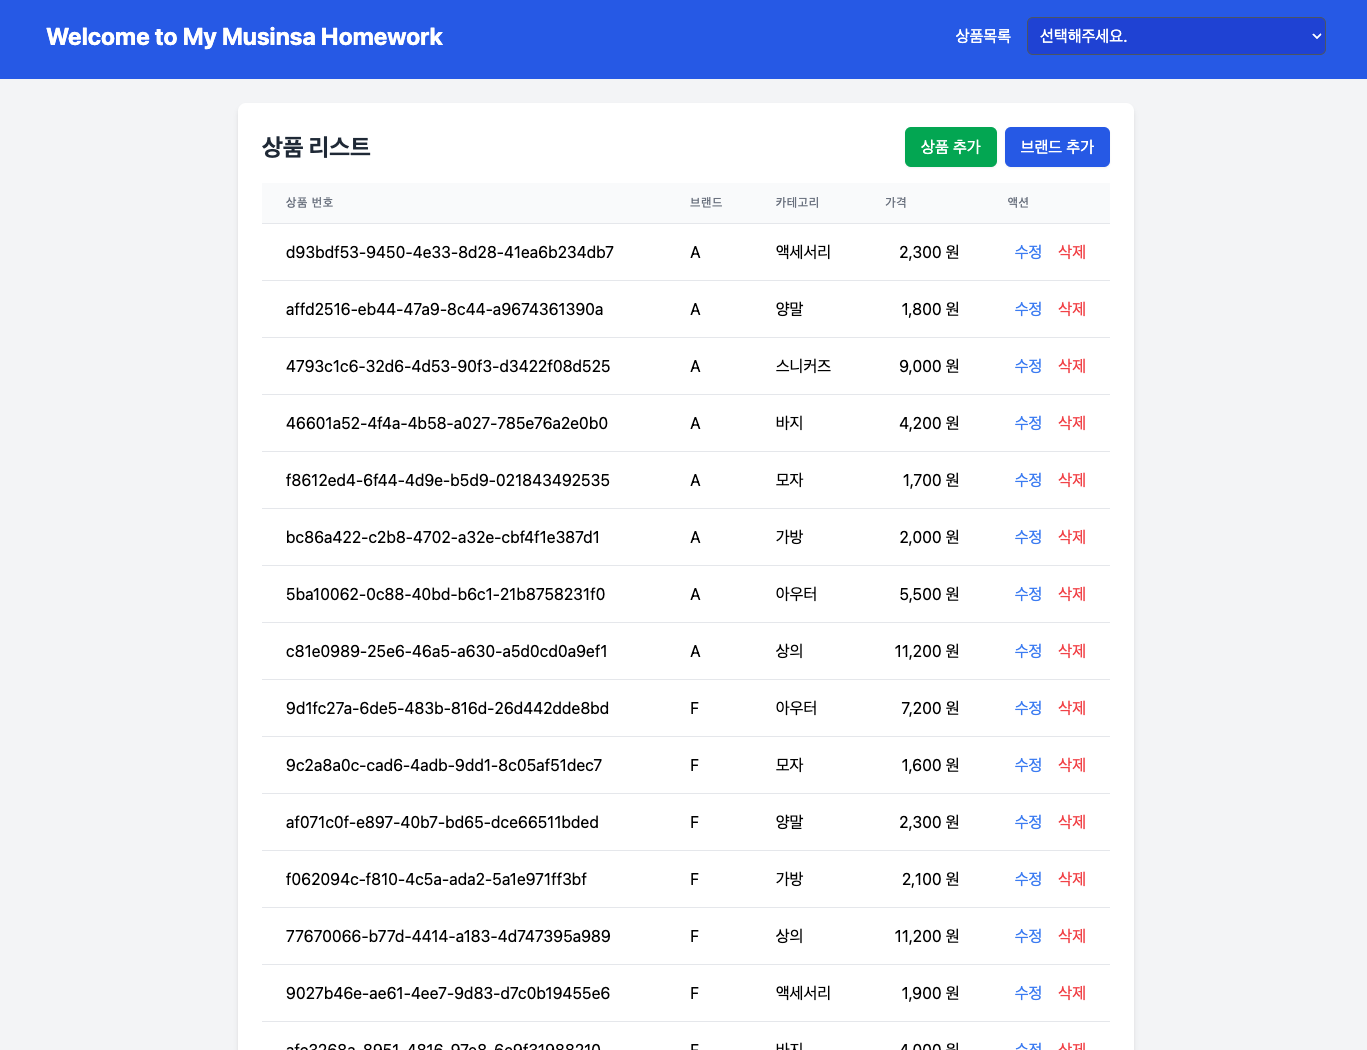 Welcome to My Musinsa Homework 상품목록 선택해주세요.
상품 리스트 상품 추가 브랜드 추가
상품 번호 브랜드 카테고리 가격 액션
d93bdf53-9450-4e33-8d28-41ea6b234db7 A 액세서리 2,300 원 수정 삭제
affd2516-eb44-47a9-8c44-a9674361390a A 양말 1,800 원 수정 삭제
4793c1c6-32d6-4d53-90f3-d3422f08d525 A 스니커즈 9,000 원 수정 삭제
46601a52-4f4a-4b58-a027-785e76a2e0b0 A 바지 4,200 원 수정 삭제
f8612ed4-6f44-4d9e-b5d9-021843492535 A 모자 1,700 원 수정 삭제
bc86a422-c2b8-4702-a32e-cbf4f1e387d1 A 가방 2,000 원 수정 삭제
5ba10062-0c88-40bd-b6c1-21b8758231f0 A 아우터 5,500 원 수정 삭제
c81e0989-25e6-46a5-a630-a5d0cd0a9ef1 A 상의 11,200 원 수정 삭제
9d1fc27a-6de5-483b-816d-26d442dde8bd F 아우터 7,200 원 수정 삭제
9c2a8a0c-cad6-4adb-9dd1-8c05af51dec7 F 모자 1,600 원 수정 삭제
af071c0f-e897-40b7-bd65-dce66511bded F 양말 2,300 원 수정 삭제
f062094c-f810-4c5a-ada2-5a1e971ff3bf F 가방 2,100 원 수정 삭제
77670066-b77d-4414-a183-4d747395a989 F 상의 11,200 원 수정 삭제
9027b46e-ae61-4ee7-9d83-d7c0b19455e6 F 액세서리 1,900 원 수정 삭제
F 바지 4,000 원 수정 삭제